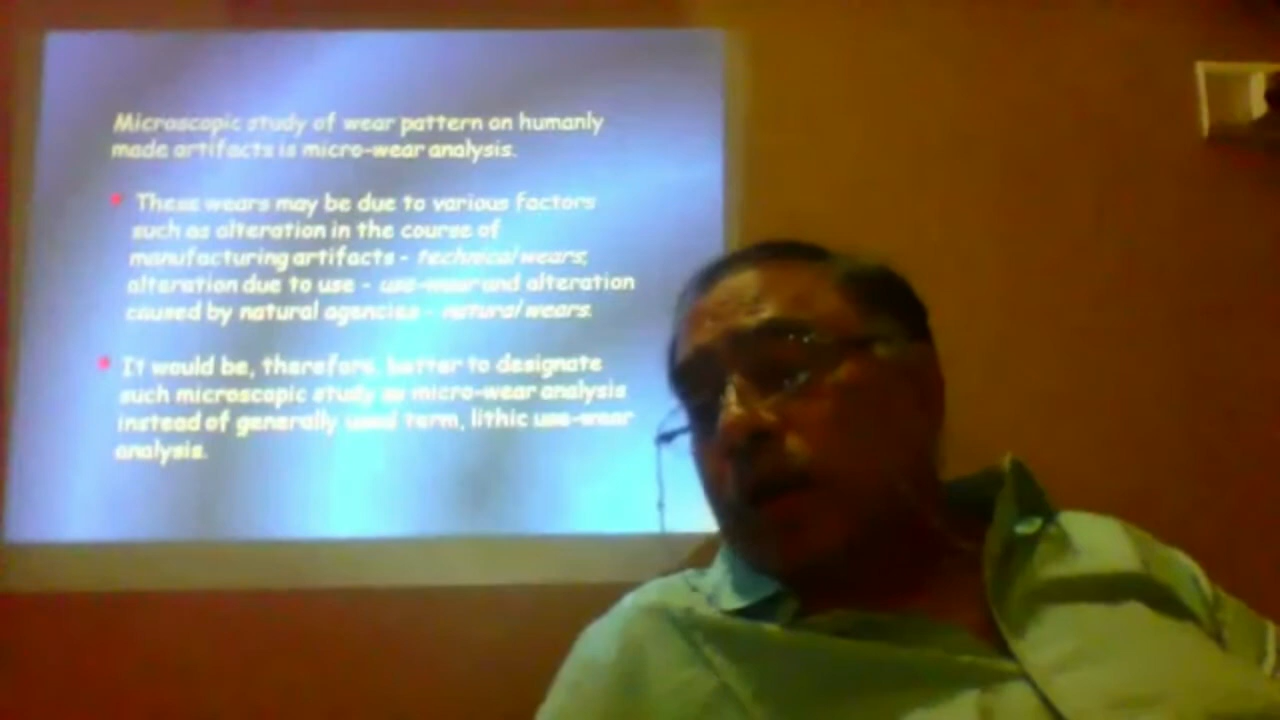 Microscopic study of wear pattern on humanly
made artifacts is micro-wear analysis.
These wears may be due to various factors
such as alteration in the course of
manufacturing artifacts - technical wears;
alteration due to use - use-wear and alteration
caused by natural agencies - natural wears.
It would be, therefore, better to designate
such microscopic study as micro-wear analysis
instead of generally used term, lithic use-wear
analysis.